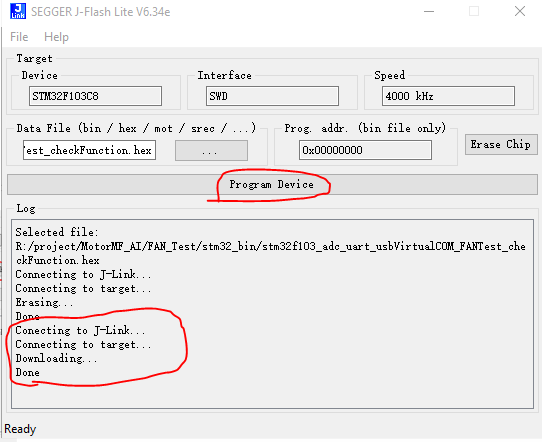 J
Link
SEGGER J-Flash Lite V6.34e
File Help
Target
Device
Interface
Speed
STM32F103C8
SWD
4000 kHz
Data File (bin / hex / mot / srec / ...)
Prog. addr. (bin file only)
est_checkFunction.hex
...
0x00000000
Erase Chip
Program Device
Log
Selected file:
R:/project/MotorMF_AI/FAN_Test/stm32_bin/stm32f103_adc_uart_usbVirtualCOM_FANTest_che
ckFunction.hex
Connecting to J-Link...
Connecting to target...
Erasing...
Done
Conecting to J-Link...
Connecting to target...
Downloading...
Done
Ready